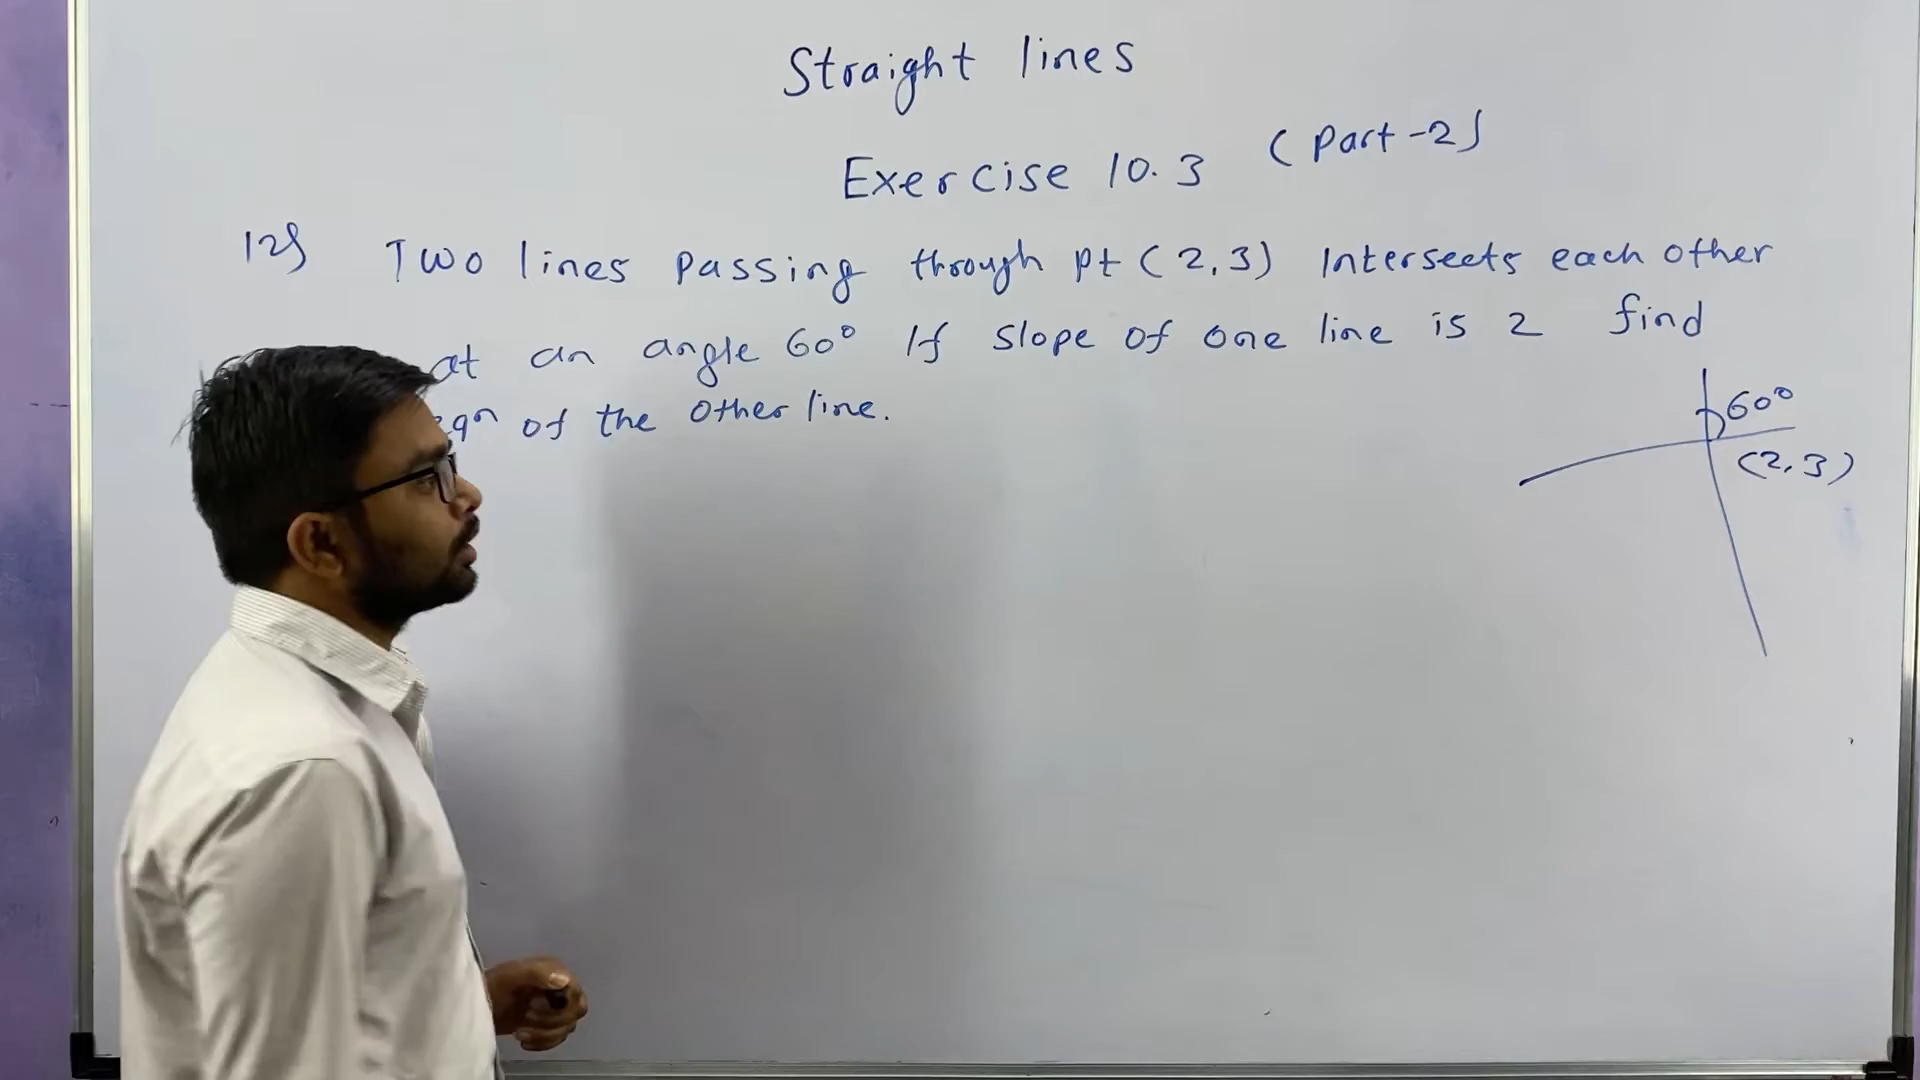 Straight lines
Exercise 10.3 (Part-2)
12) Two lines passing through pt (2,3) Intersects each other
at an angle 60° If slope of one line is 2 find
eqn of the other line.
60°
(2,3)